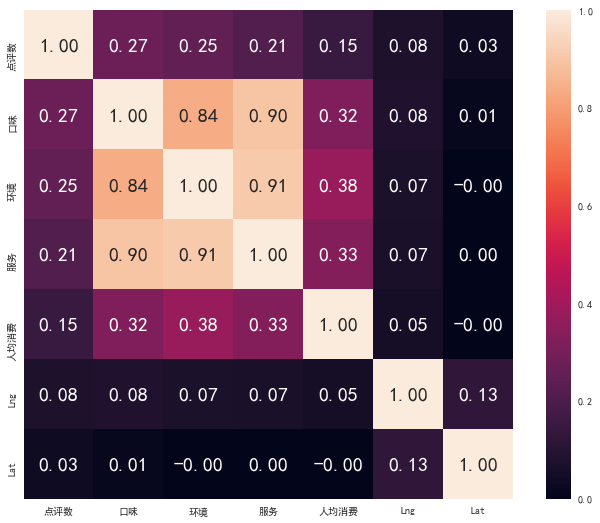 点评数 1.00 0.27 0.25 0.21 0.15 0.08 0.03
口味 0.27 1.00 0.84 0.90 0.32 0.08 0.01
环境 0.25 0.84 1.00 0.91 0.38 0.07 -0.00
服务 0.21 0.90 0.91 1.00 0.33 0.07 0.00
人均消费 0.15 0.32 0.38 0.33 1.00 0.05 -0.00
Lng 0.08 0.08 0.07 0.07 0.05 1.00 0.13
Lat 0.03 0.01 -0.00 0.00 -0.00 0.13 1.00
点评数 口味 环境 服务 人均消费 Lng Lat
1.0
0.8
0.6
0.4
0.2
0.0